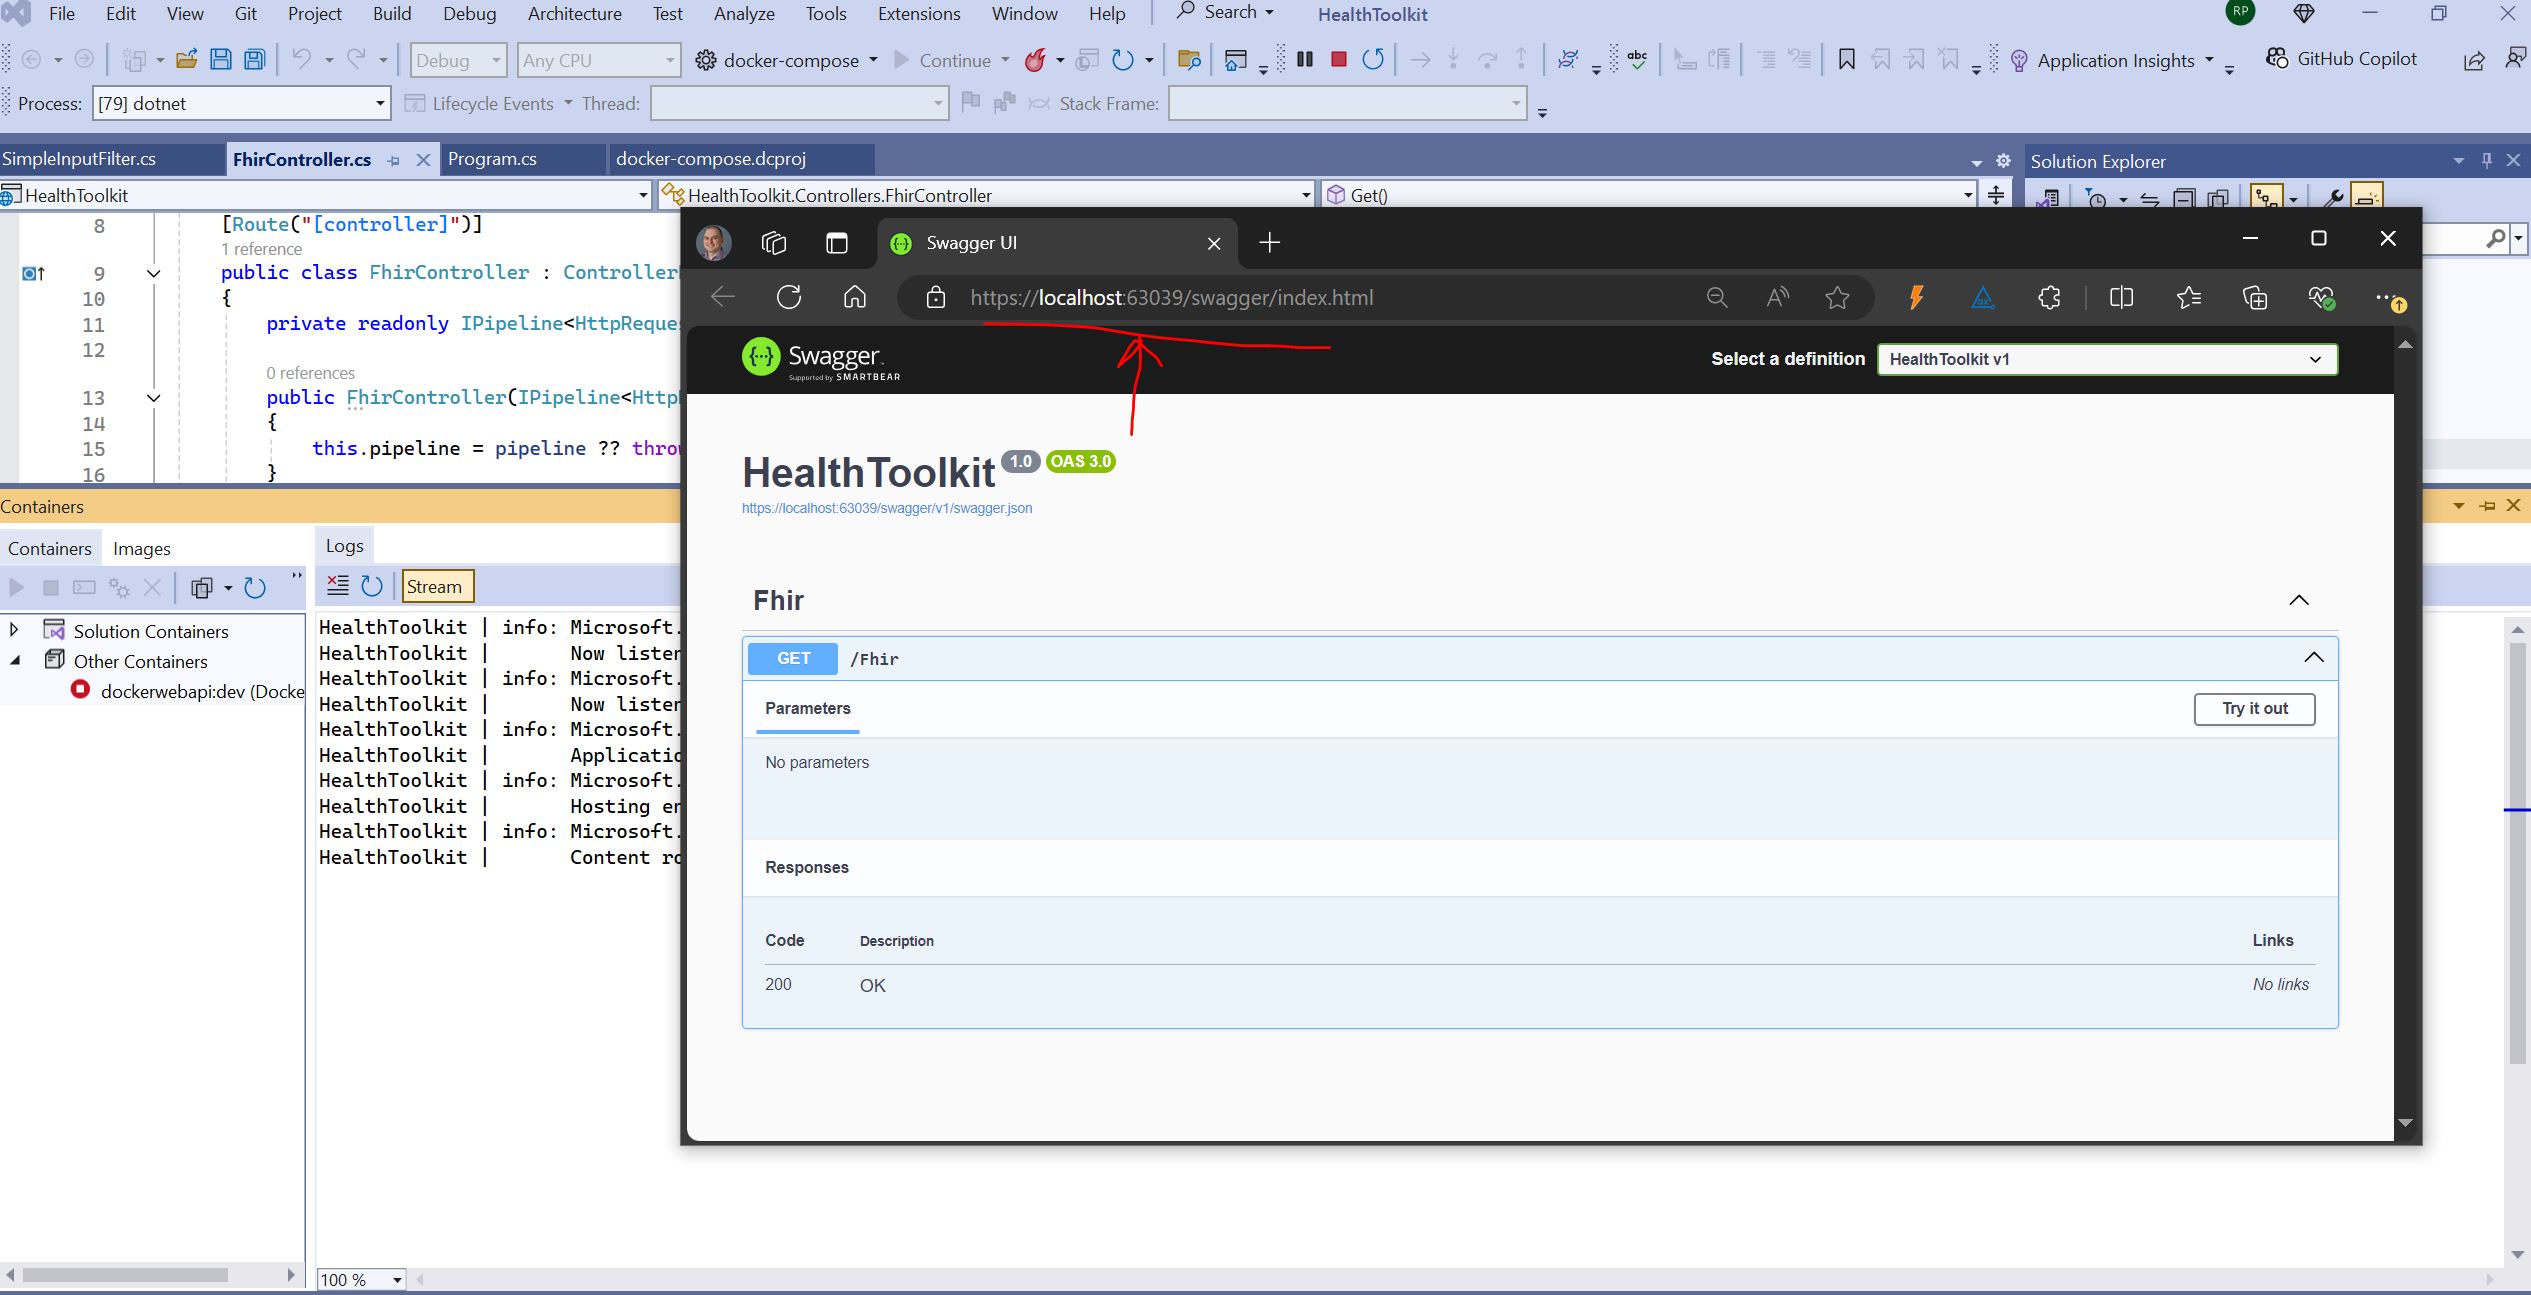 File Edit View Git Project Build Debug Architecture Test Analyze Tools Extensions Window Help Search HealthToolkit RP
Debug Any CPU docker-compose Continue abc Application Insights GitHub Copilot
Process: [79] dotnet Lifecycle Events Thread: Stack Frame:
SimpleInputFilter.cs FhirController.cs Program.cs docker-compose.dcproj Solution Explorer
HealthToolkit HealthToolkit.Controllers.FhirController Get()
8 [Route("[controller]")]
1 reference
9 public class FhirController : Controller
10 {
11 private readonly IPipeline<HttpReque
12
0 references
13 public FhirController(IPipeline<Http
14 {
15 this.pipeline = pipeline ?? thro
16 }
Containers
Containers Images
Logs
Stream
Solution Containers
Other Containers
dockerwebapi:dev (Docke
HealthToolkit | info: Microsoft.
HealthToolkit | Now listen
HealthToolkit | info: Microsoft.
HealthToolkit | Now listen
HealthToolkit | info: Microsoft.
HealthToolkit | Applicatio
HealthToolkit | info: Microsoft.
HealthToolkit | Hosting en
HealthToolkit | info: Microsoft.
HealthToolkit | Content ro
100 %
Swagger UI
https://localhost:63039/swagger/index.html
Swagger
Supported by SMARTBEAR
Select a definition HealthToolkit v1
HealthToolkit 1.0 OAS 3.0
https://localhost:63039/swagger/v1/swagger.json
Fhir
GET /Fhir
Parameters Try it out
No parameters
Responses
Code Description Links
200 OK No links